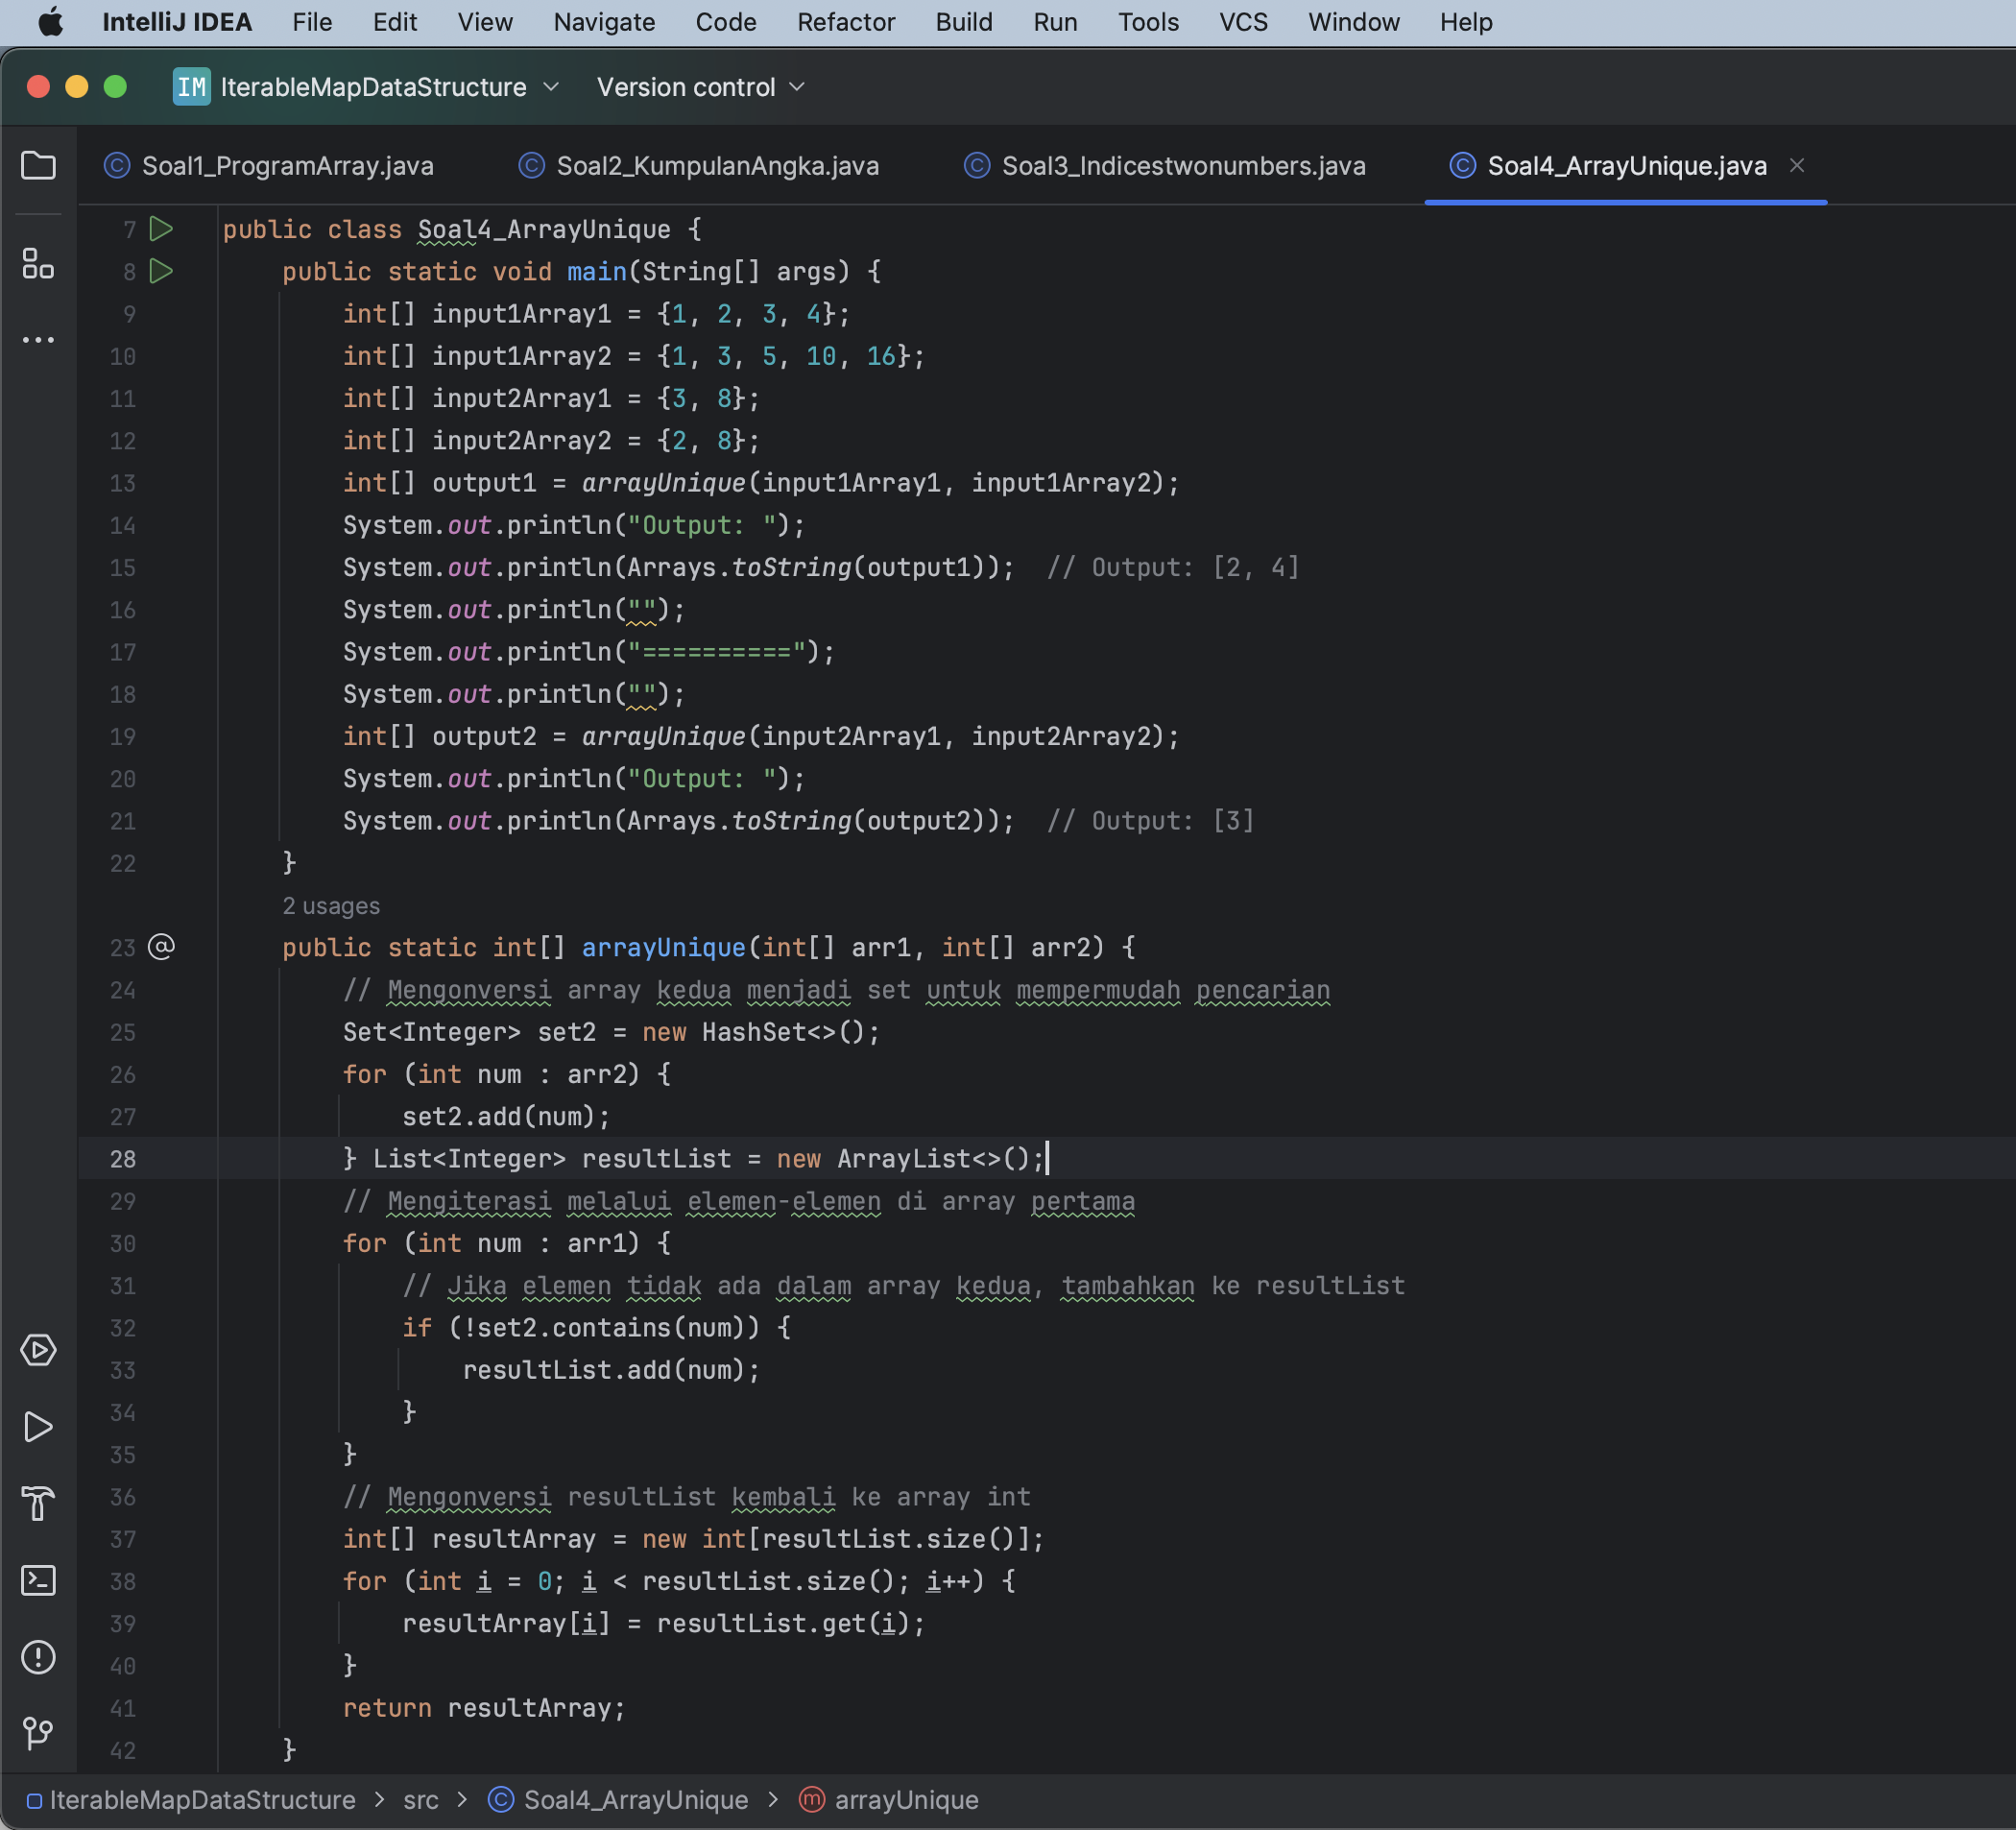 IntelliJ IDEA File Edit View Navigate Code Refactor Build Run Tools VCS Window Help
IM IterableMapDataStructure Version control
Soal1_ProgramArray.java Soal2_KumpulanAngka.java Soal3_Indicestwonumbers.java Soal4_ArrayUnique.java
7 public class Soal4_ArrayUnique {
8 public static void main(String[] args) {
9 int[] input1Array1 = {1, 2, 3, 4};
10 int[] input1Array2 = {1, 3, 5, 10, 16};
11 int[] input2Array1 = {3, 8};
12 int[] input2Array2 = {2, 8};
13 int[] output1 = arrayUnique(input1Array1, input1Array2);
14 System.out.println("Output: ");
15 System.out.println(Arrays.toString(output1)); // Output: [2, 4]
16 System.out.println("");
17 System.out.println("==========");
18 System.out.println("");
19 int[] output2 = arrayUnique(input2Array1, input2Array2);
20 System.out.println("Output: ");
21 System.out.println(Arrays.toString(output2)); // Output: [3]
22 }
2 usages
23 @ public static int[] arrayUnique(int[] arr1, int[] arr2) {
24 // Mengonversi array kedua menjadi set untuk mempermudah pencarian
25 Set<Integer> set2 = new HashSet<>();
26 for (int num : arr2) {
27 set2.add(num);
28 } List<Integer> resultList = new ArrayList<>();
29 // Mengiterasi melalui elemen-elemen di array pertama
30 for (int num : arr1) {
31 // Jika elemen tidak ada dalam array kedua, tambahkan ke resultList
32 if (!set2.contains(num)) {
33 resultList.add(num);
34 }
35 }
36 // Mengonversi resultList kembali ke array int
37 int[] resultArray = new int[resultList.size()];
38 for (int i = 0; i < resultList.size(); i++) {
39 resultArray[i] = resultList.get(i);
40 }
41 return resultArray;
42 }
IterableMapDataStructure > src > C Soal4_ArrayUnique > m arrayUnique